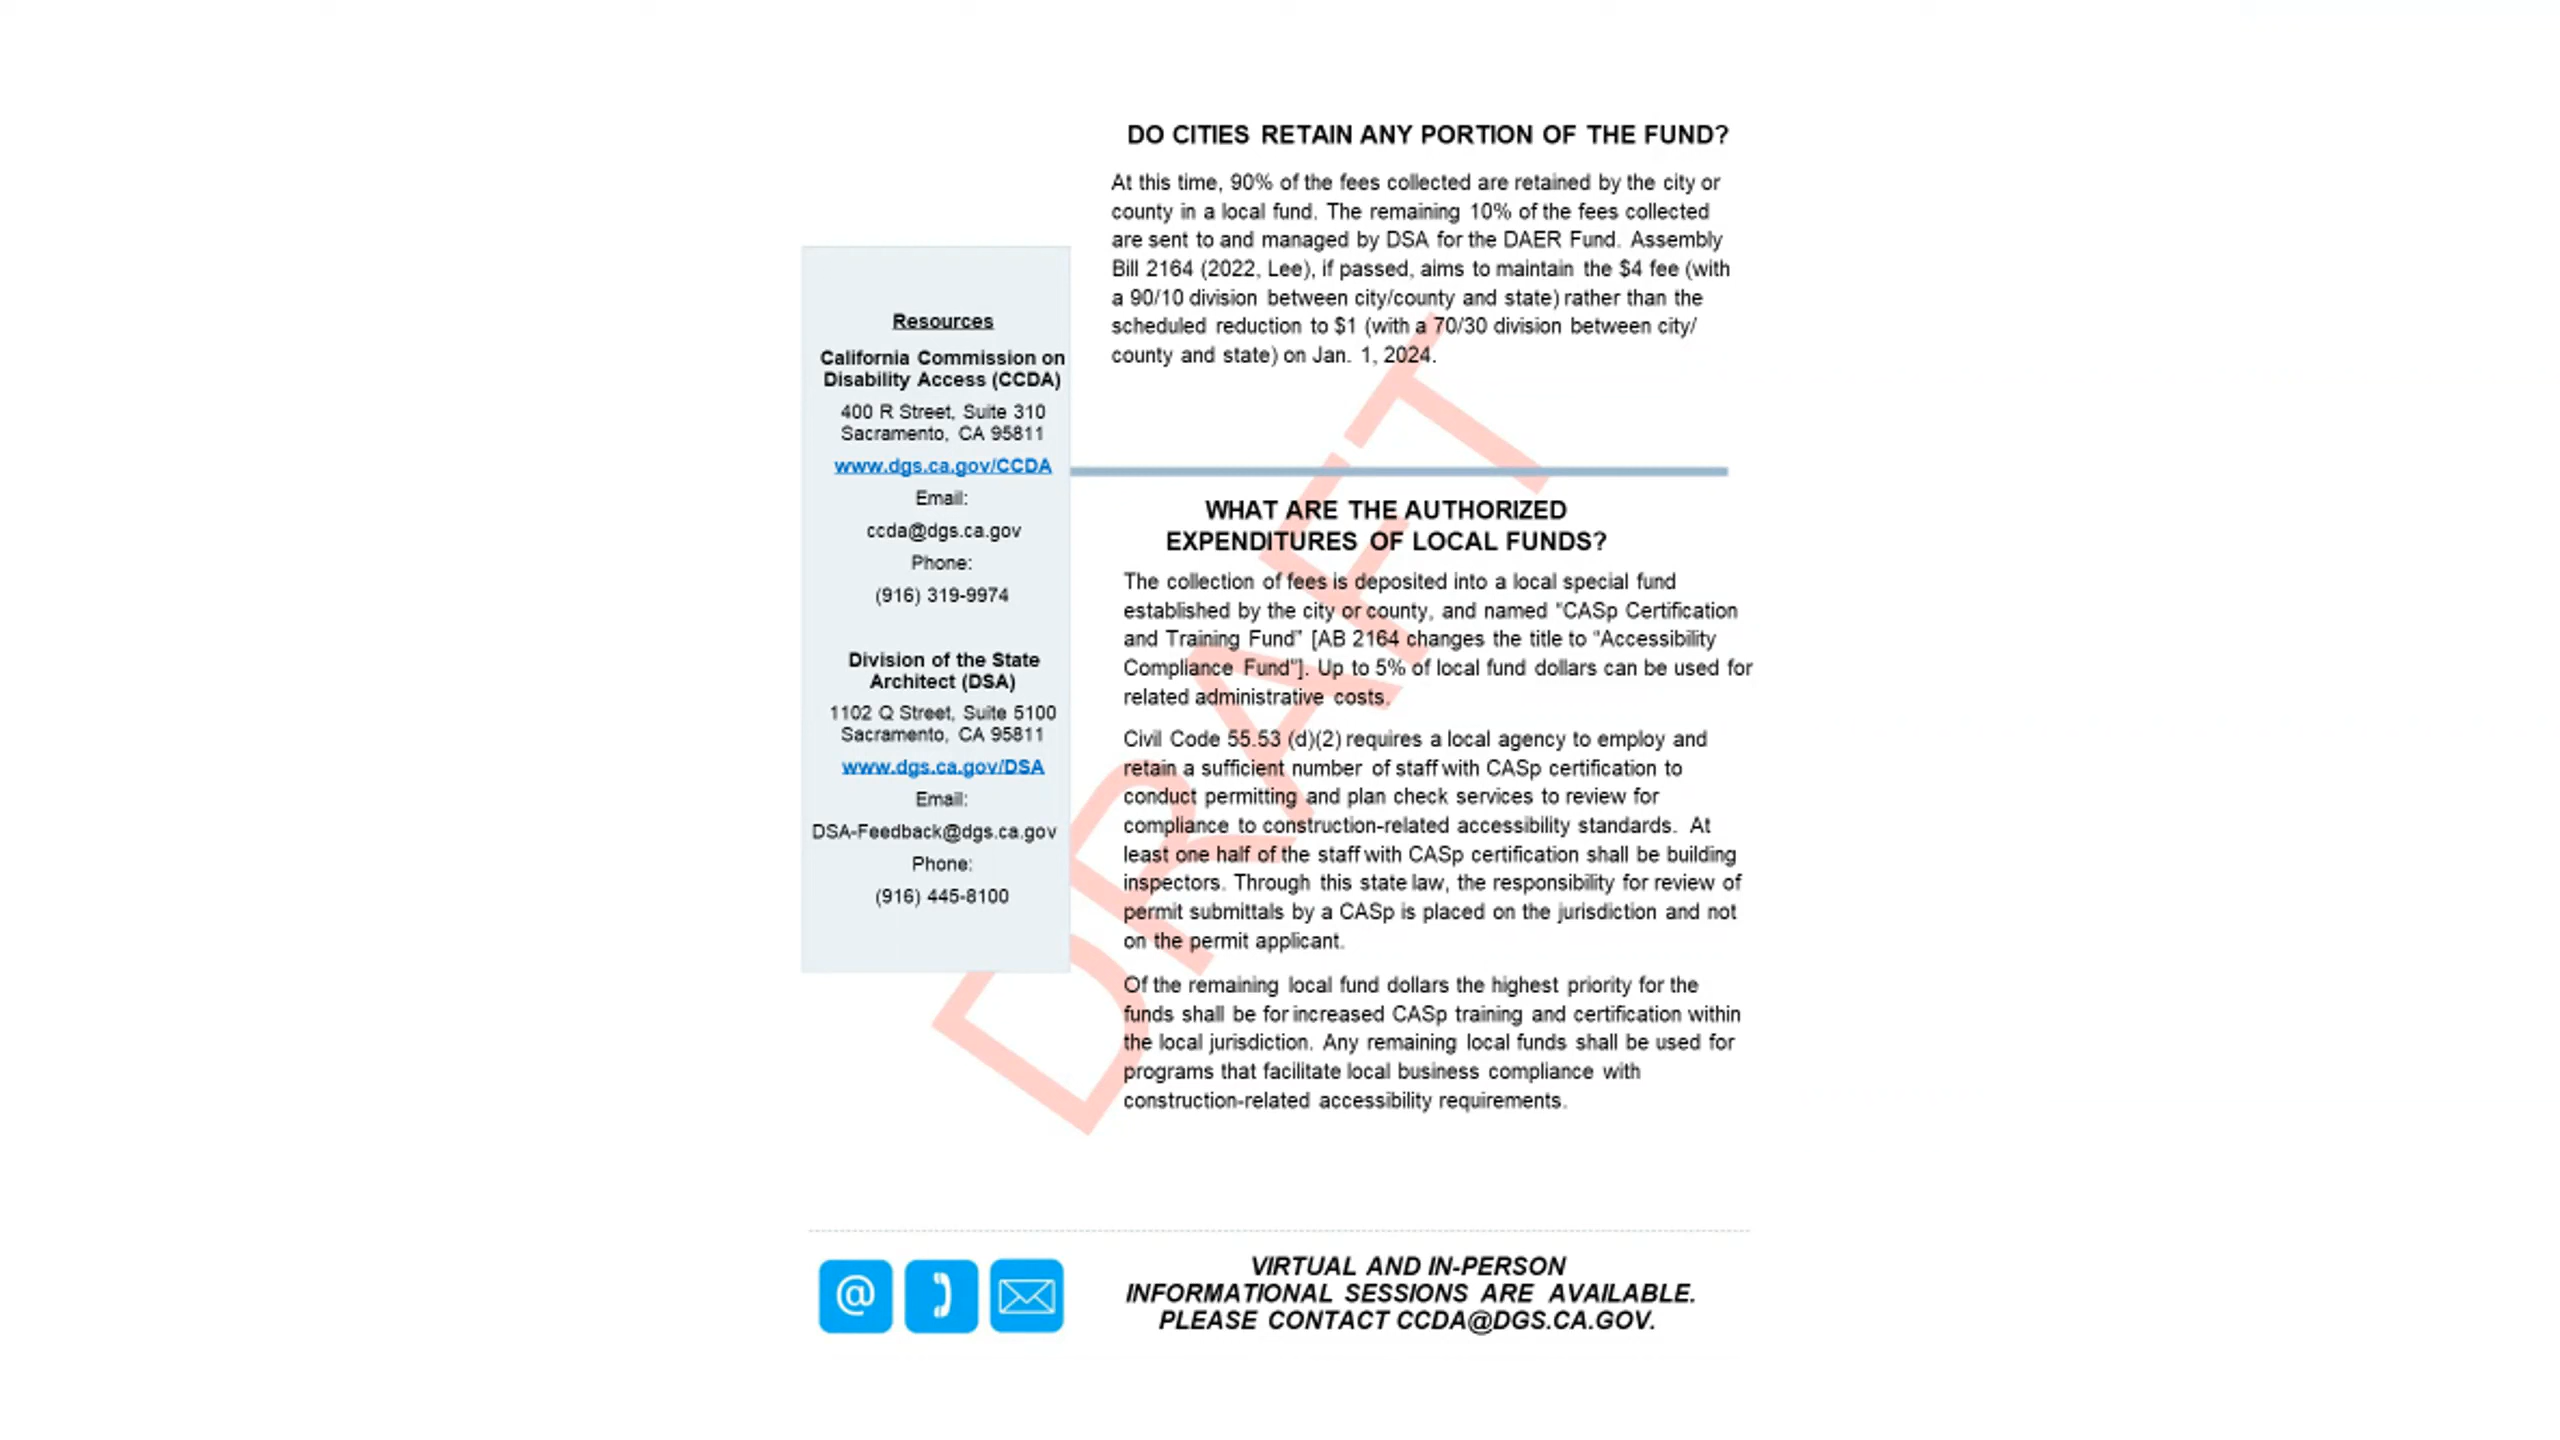 DO CITIES RETAIN ANY PORTION OF THE FUND?
At this time, 90% of the fees collected are retained by the city or
county in a local fund. The remaining 10% of the fees collected
are sent to and managed by DSA for the DAER Fund. Assembly
Bill 2164 (2022, Lee), if passed, aims to maintain the $4 fee (with
a 90/10 division between city/county and state) rather than the
scheduled reduction to $1 (with a 70/30 division between city/
county and state) on Jan. 1, 2024.
Resources
California Commission on
Disability Access (CCDA)
400 R Street, Suite 310
Sacramento, CA 95811
www.dgs.ca.gov/CCDA
Email:
ccda@dgs.ca.gov
Phone:
(916) 319-9974
Division of the State
Architect (DSA)
1102 Q Street, Suite 5100
Sacramento, CA 95811
www.dgs.ca.gov/DSA
Email:
DSA-Feedback@dgs.ca.gov
Phone:
(916) 445-8100
WHAT ARE THE AUTHORIZED
EXPENDITURES OF LOCAL FUNDS?
The collection of fees is deposited into a local special fund
established by the city or county, and named "CASp Certification
and Training Fund" [AB 2164 changes the title to "Accessibility
Compliance Fund"]. Up to 5% of local fund dollars can be used for
related administrative costs.
Civil Code 55.53 (d)(2) requires a local agency to employ and
retain a sufficient number of staff with CASp certification to
conduct permitting and plan check services to review for
compliance to construction-related accessibility standards. At
least one half of the staff with CASp certification shall be building
inspectors. Through this state law, the responsibility for review of
permit submittals by a CASp is placed on the jurisdiction and not
on the permit applicant.
Of the remaining local fund dollars the highest priority for the
funds shall be for increased CASp training and certification within
the local jurisdiction. Any remaining local funds shall be used for
programs that facilitate local business compliance with
construction-related accessibility requirements.
DRAFT
@
VIRTUAL AND IN-PERSON
INFORMATIONAL SESSIONS ARE AVAILABLE.
PLEASE CONTACT CCDA@DGS.CA.GOV.